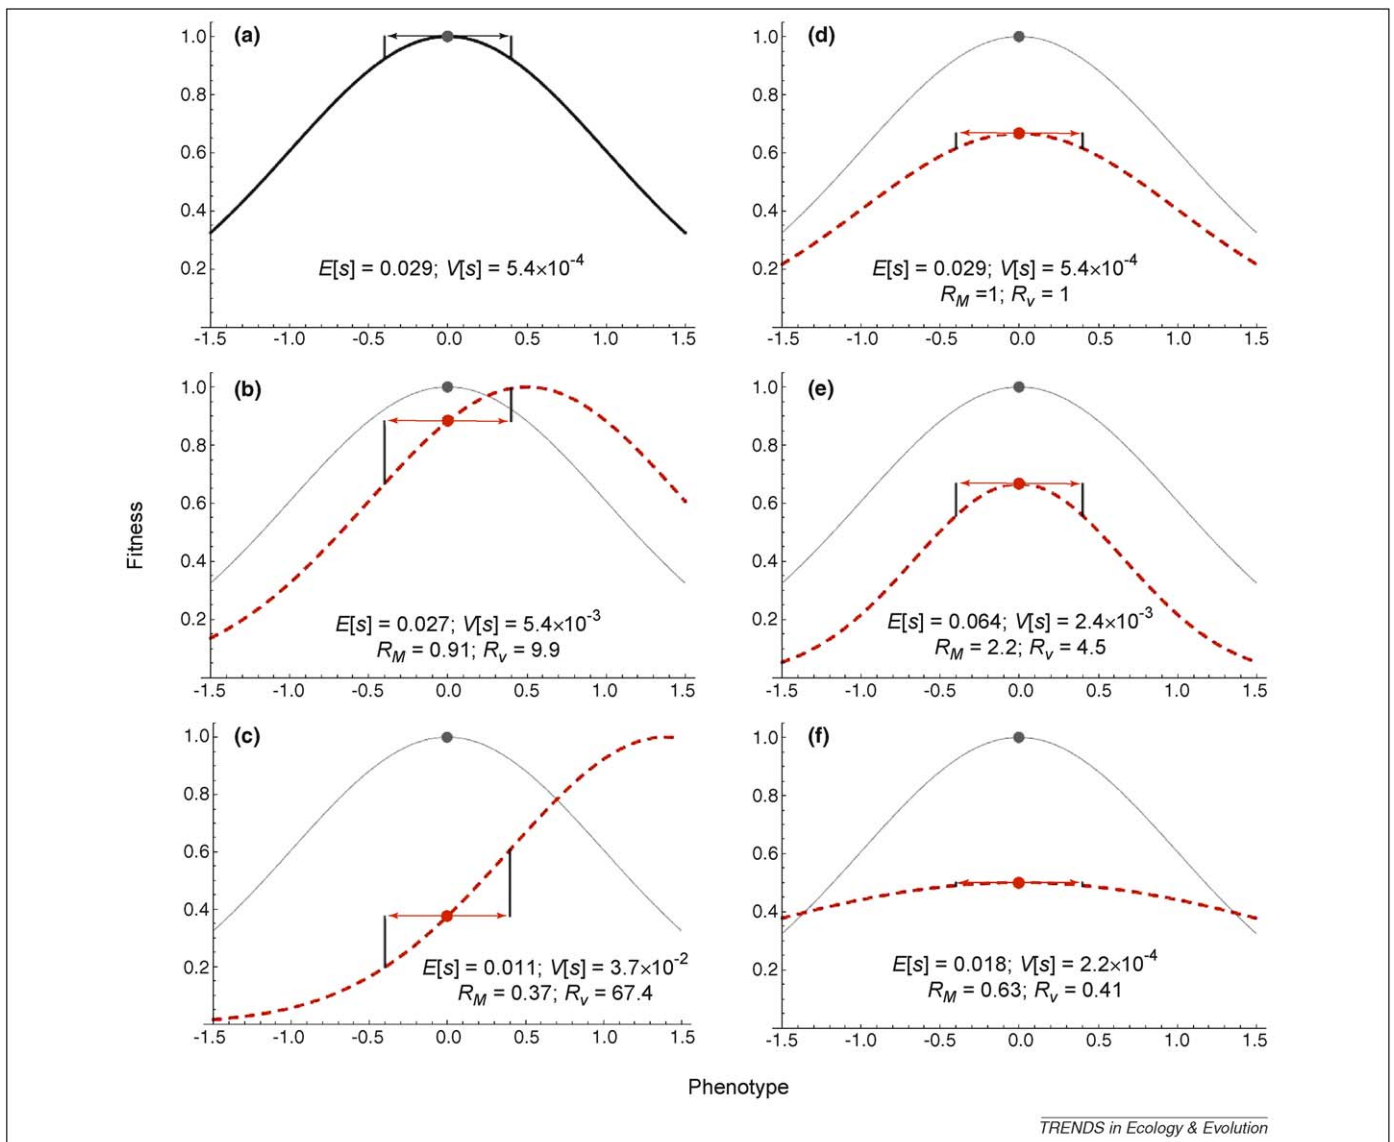 (a)
1.0
0.8
0.6
0.4
0.2
E[s] = 0.029; V[s] = 5.4×10⁻⁴
-1.5 -1.0 -0.5 0.0 0.5 1.0 1.5
(d)
1.0
0.8
0.6
0.4
0.2
E[s] = 0.029; V[s] = 5.4×10⁻⁴
R_M =1; R_v = 1
-1.5 -1.0 -0.5 0.0 0.5 1.0 1.5
(b)
1.0
0.8
0.6
0.4
0.2
E[s] = 0.027; V[s] = 5.4×10⁻³
R_M = 0.91; R_v = 9.9
-1.5 -1.0 -0.5 0.0 0.5 1.0 1.5
(e)
1.0
0.8
0.6
0.4
0.2
E[s] = 0.064; V[s] = 2.4×10⁻³
R_M = 2.2; R_v = 4.5
-1.5 -1.0 -0.5 0.0 0.5 1.0 1.5
Fitness
(c)
1.0
0.8
0.6
0.4
0.2
E[s] = 0.011; V[s] = 3.7×10⁻²
R_M = 0.37; R_v = 67.4
-1.5 -1.0 -0.5 0.0 0.5 1.0 1.5
(f)
1.0
0.8
0.6
0.4
0.2
E[s] = 0.018; V[s] = 2.2×10⁻⁴
R_M = 0.63; R_v = 0.41
-1.5 -1.0 -0.5 0.0 0.5 1.0 1.5
Phenotype
TRENDS in Ecology & Evolution